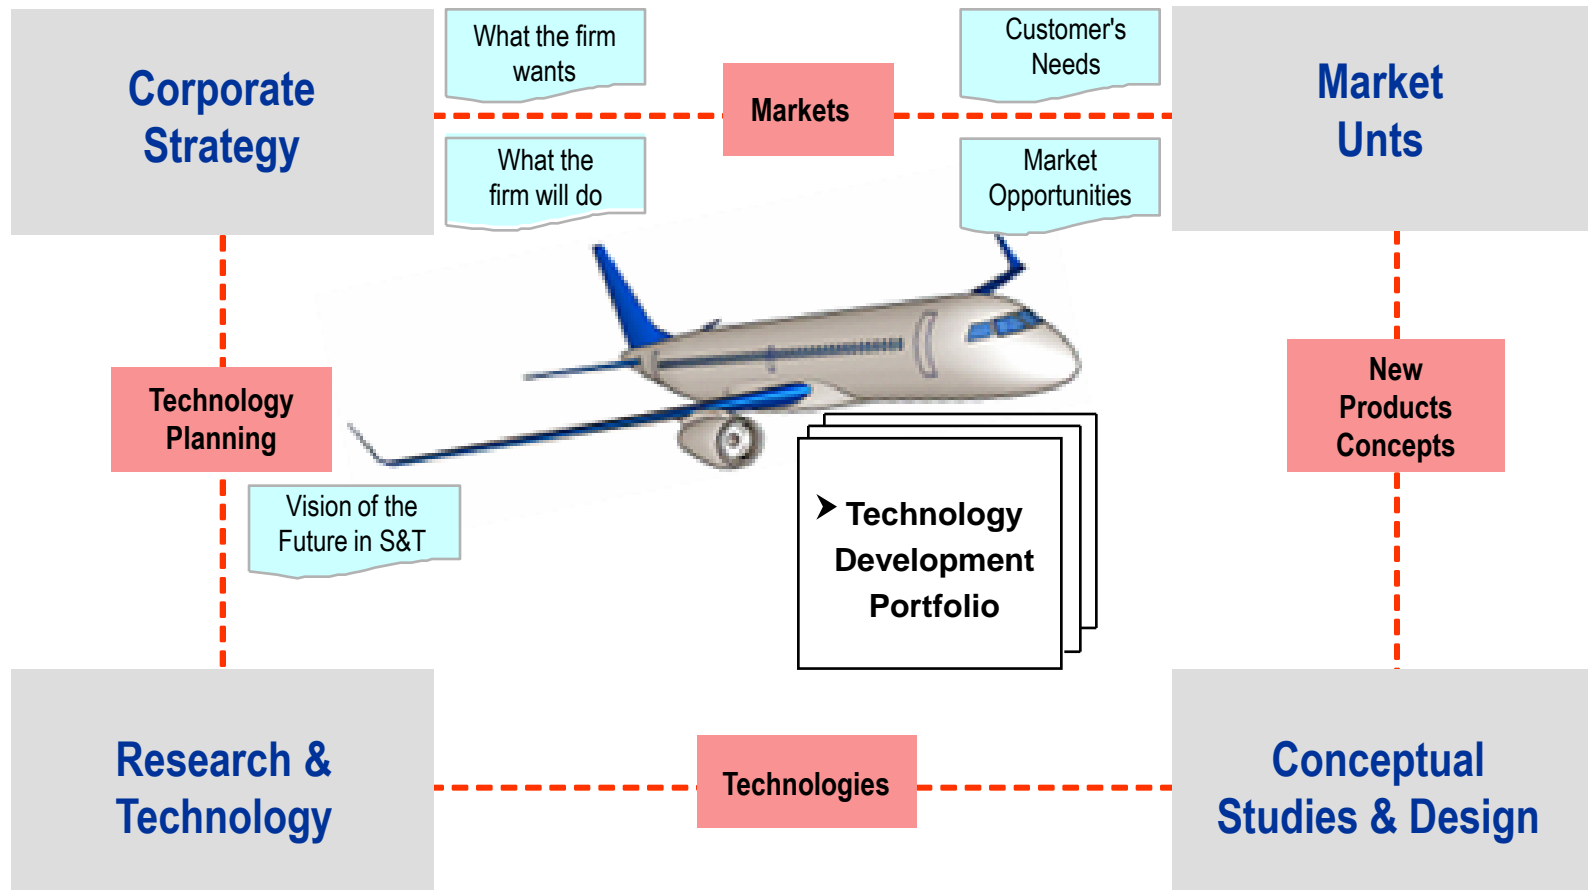 Corporate
Strategy
What the firm
wants
What the
firm will do
Markets
Customer's
Needs
Market
Opportunities
Market
Unts
Technology
Planning
New
Products
Concepts
Vision of the
Future in S&T
➤ Technology
Development
Portfolio
Research &
Technology
Technologies
Conceptual
Studies & Design